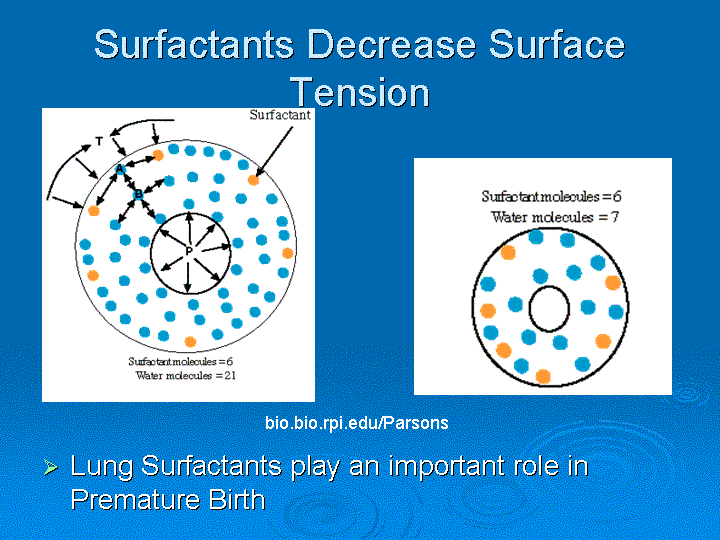 Surfactants Decrease Surface
Tension
Surfactant
T
A
B
P
Surfactant molecules = 6
Water molecules = 21
Surfactant molecules = 6
Water molecules = 7
bio.bio.rpi.edu/Parsons
Lung Surfactants play an important role in
Premature Birth